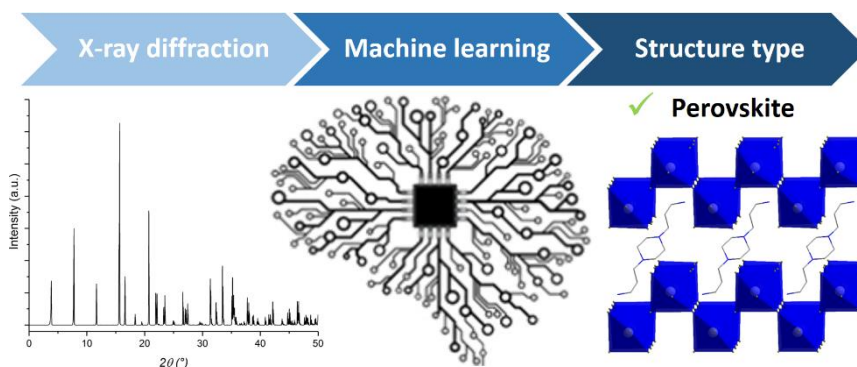 X-ray diffraction
Machine learning
Structure type
✓ Perovskite
Intensity (a.u.)
0 10 20 30 40 50
2θ (°)